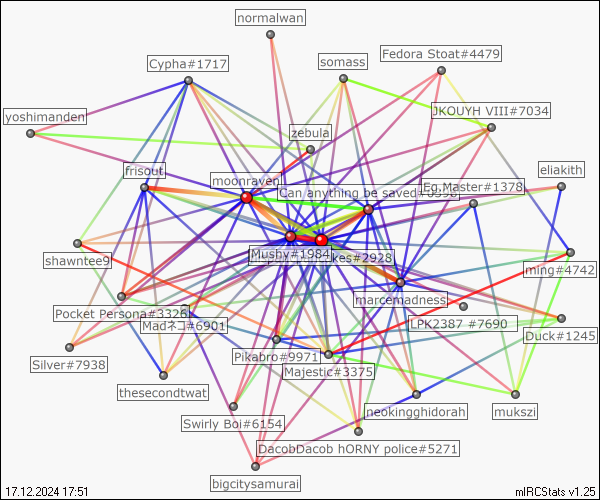 normalwan
Fedora Stoat#4479
somass
Cypha#1717
JKOUYH VIII#7034
yoshimanden
zebula
frisout
eliakith
moonraven
Eg.Master#1378
Can anything be saved
shawntee9
Musby#1984
kes#2928
ming#4742
marcemadness
Pocket Persona#3326
Madネコ#6901
LPK2387 #7690
Duck#1245
Silver#7938
Pikabro#9971
Majestic#3375
thesecondtwat
neokingghidorah
mukszi
Swirly Boi#6154
DacobDacob hORNY police#5271
bigcitysamurai
17.12.2024 17:51
mIRCStats v1.25